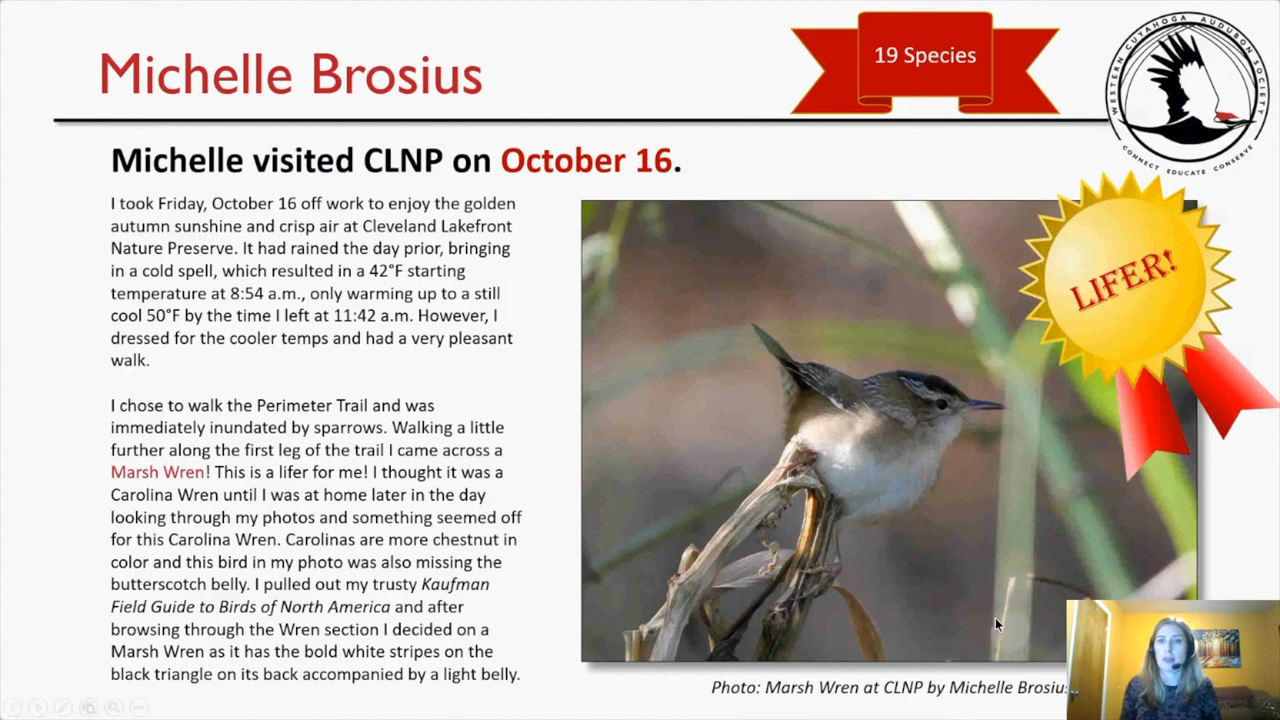 Michelle Brosius
19 Species
WESTERN CUYAHOGA AUDUBON SOCIETY
CONNECT EDUCATE CONSERVE
Michelle visited CLNP on October 16.
I took Friday, October 16 off work to enjoy the golden
autumn sunshine and crisp air at Cleveland Lakefront
Nature Preserve. It had rained the day prior, bringing
in a cold spell, which resulted in a 42°F starting
temperature at 8:54 a.m., only warming up to a still
cool 50°F by the time I left at 11:42 a.m. However, I
dressed for the cooler temps and had a very pleasant
walk.
I chose to walk the Perimeter Trail and was
immediately inundated by sparrows. Walking a little
further along the first leg of the trail I came across a
Marsh Wren! This is a lifer for me! I thought it was a
Carolina Wren until I was at home later in the day
looking through my photos and something seemed off
for this Carolina Wren. Carolinas are more chestnut in
color and this bird in my photo was also missing the
butterscotch belly. I pulled out my trusty Kaufman
Field Guide to Birds of North America and after
browsing through the Wren section I decided on a
Marsh Wren as it has the bold white stripes on the
black triangle on its back accompanied by a light belly.
LIFER!
Photo: Marsh Wren at CLNP by Michelle Brosius